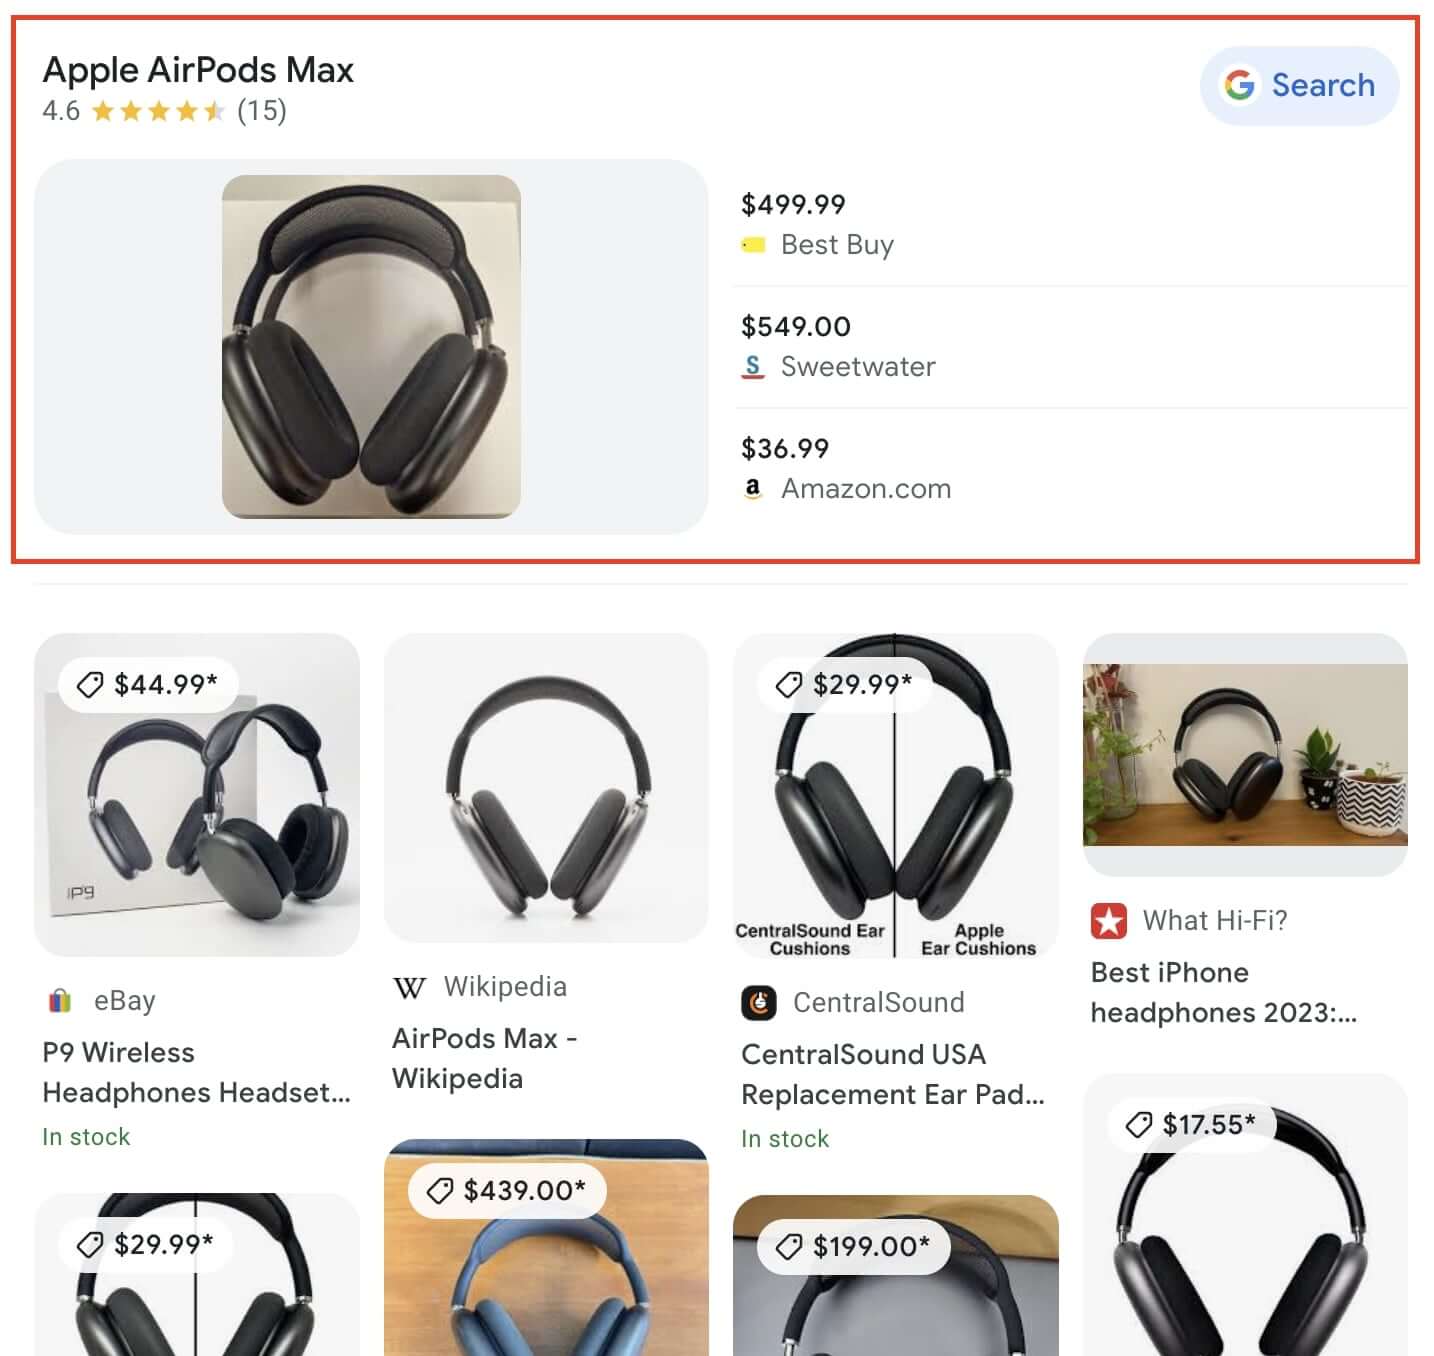 Apple AirPods Max
4.6 (15)
Search
$499.99
Best Buy
$549.00
Sweetwater
$36.99
a Amazon.com
$44.99*
P9
eBay
P9 Wireless
Headphones Headset...
In stock
$29.99*
W Wikipedia
AirPods Max -
Wikipedia
$439.00*
$29.99*
CentralSound Ear
Cushions
Apple
Ear Cushions
CentralSound
CentralSound USA
Replacement Ear Pad...
In stock
$199.00*
What Hi-Fi?
Best iPhone
headphones 2023:...
$17.55*